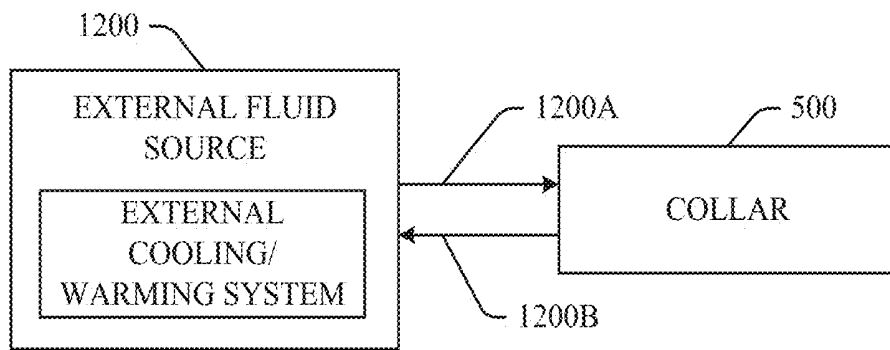 1200
EXTERNAL FLUID
SOURCE
EXTERNAL
COOLING/
WARMING SYSTEM
1200A
1200B
500
COLLAR